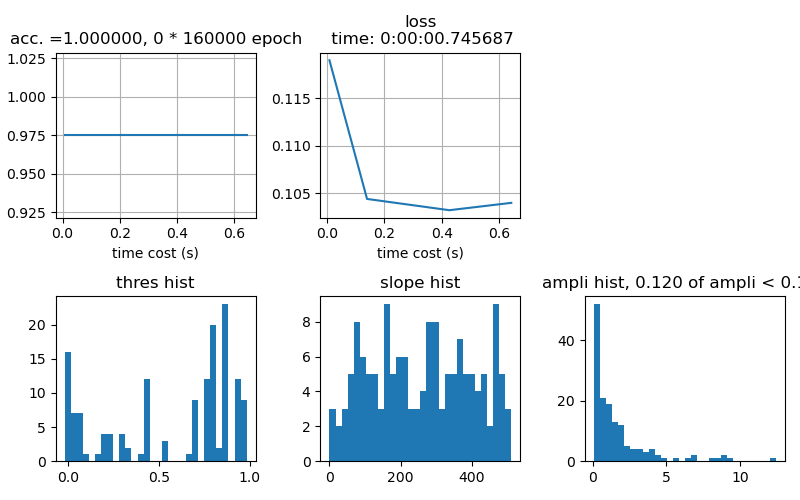 acc. =1.000000, 0 * 160000 epoch
loss
time: 0:00:00.745687
1.025
1.000
0.975
0.950
0.925
0.0 0.2 0.4 0.6
time cost (s)
0.115
0.110
0.105
0.0 0.2 0.4 0.6
time cost (s)
thres hist
20
15
10
5
0
0.0 0.5 1.0
slope hist
8
6
4
2
0
0 200 400
ampli hist, 0.120 of ampli < 0.1
40
20
0
0 5 10